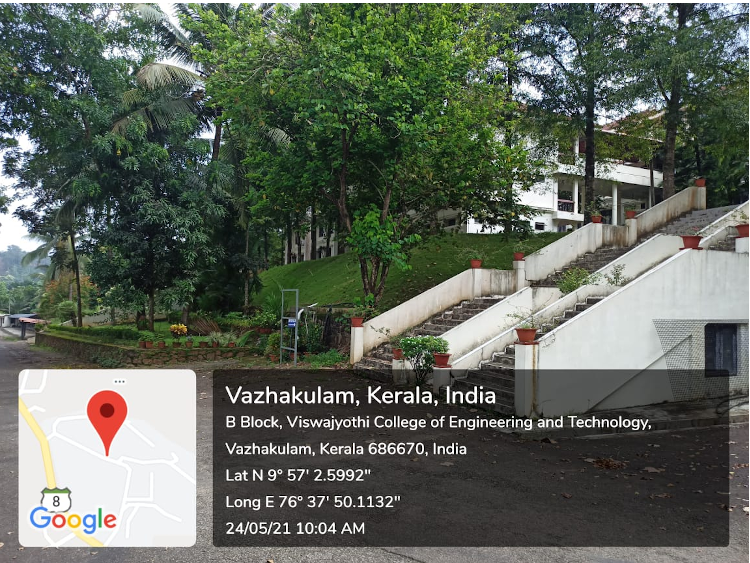 Vazhakulam, Kerala, India
B Block, Viswajyothi College of Engineering and Technology,
Vazhakulam, Kerala 686670, India
Lat N 9° 57' 2.5992"
Long E 76° 37' 50.1132"
24/05/21 10:04 AM
8
Google